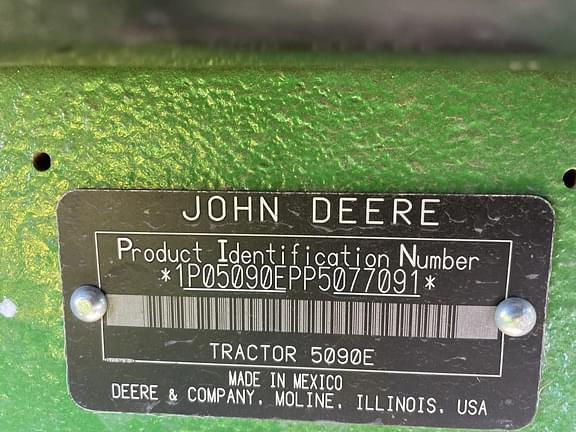 JOHN DEERE
Product Identification Number
*1P05090EPP5077091*
TRACTOR 5090E
MADE IN MEXICO
DEERE & COMPANY, MOLINE, ILLINOIS, USA